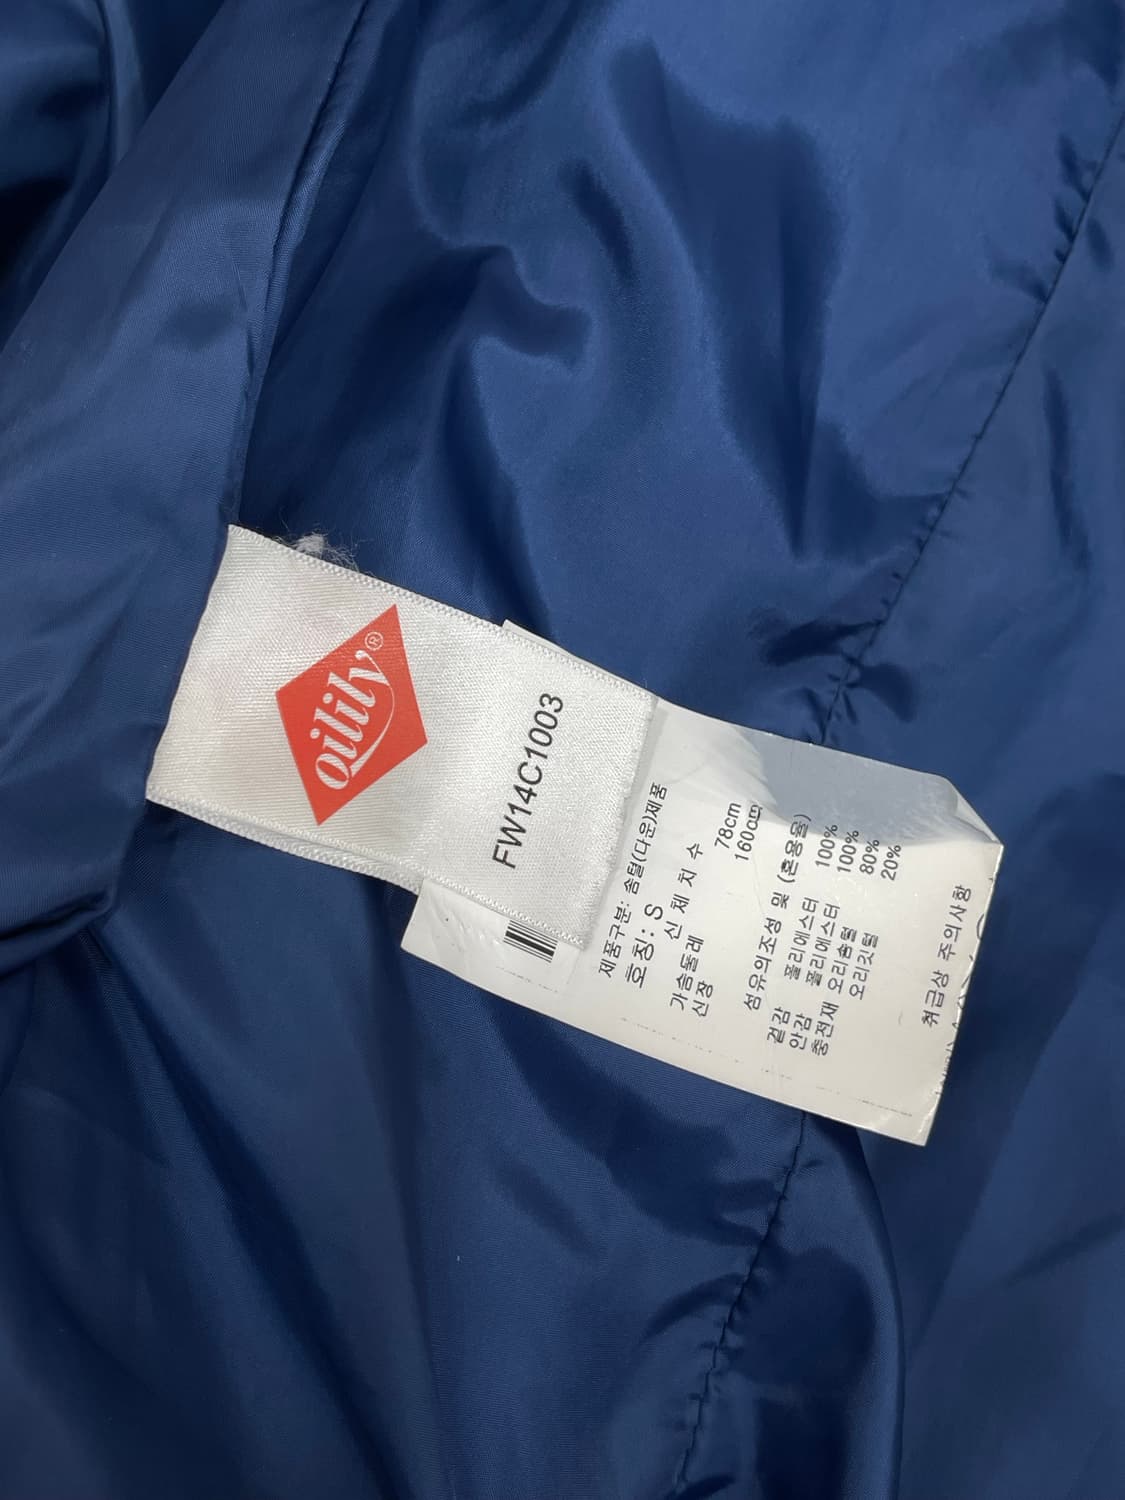 oilily®
FW14C1003
제품구분: 솜털(다운)제품
호칭: S
신 체 치 수
가슴둘레 78cm
신장 160cm
섬유의조성 및 (혼용율)
겉감 폴리에스터 100%
안감 폴리에스터 100%
충전재 오리솜털 80%
오리깃털 20%
취급상 주의사항